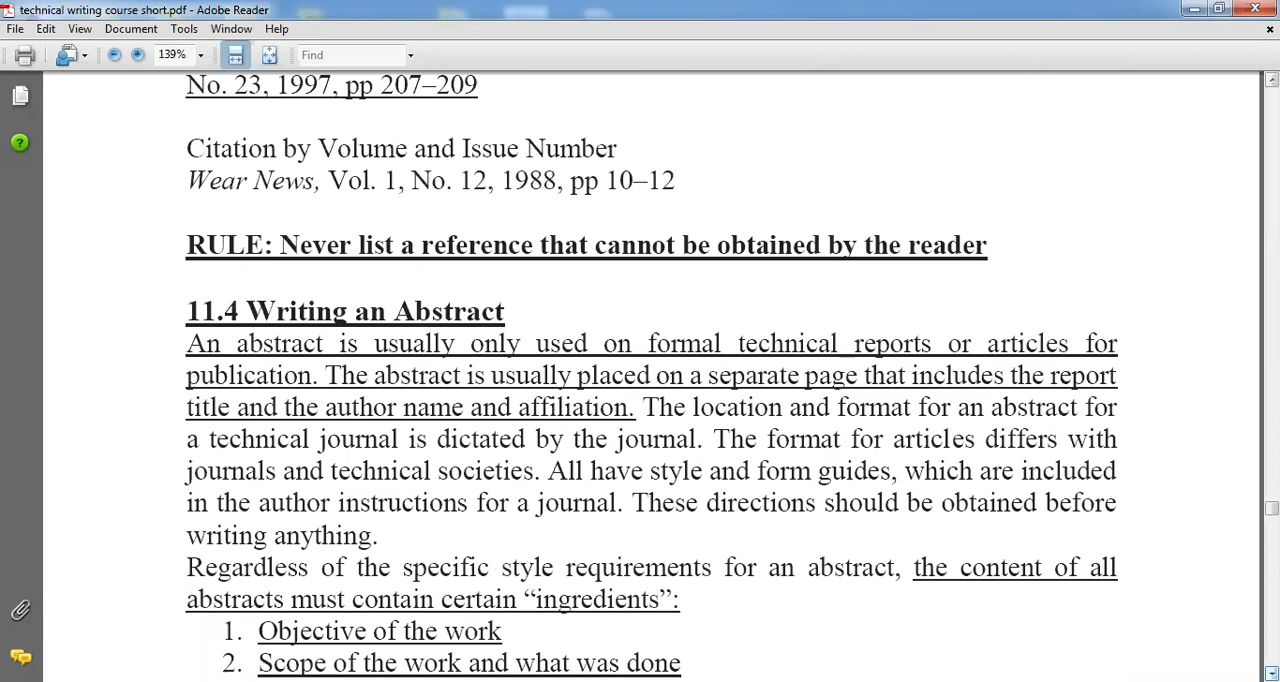 technical writing course short.pdf - Adobe Reader
File Edit View Document Tools Window Help
139% Find
No. 23, 1997, pp 207–209
Citation by Volume and Issue Number
Wear News, Vol. 1, No. 12, 1988, pp 10–12
RULE: Never list a reference that cannot be obtained by the reader
11.4 Writing an Abstract
An abstract is usually only used on formal technical reports or articles for
publication. The abstract is usually placed on a separate page that includes the report
title and the author name and affiliation. The location and format for an abstract for
a technical journal is dictated by the journal. The format for articles differs with
journals and technical societies. All have style and form guides, which are included
in the author instructions for a journal. These directions should be obtained before
writing anything.
Regardless of the specific style requirements for an abstract, the content of all
abstracts must contain certain “ingredients”:
1. Objective of the work
2. Scope of the work and what was done